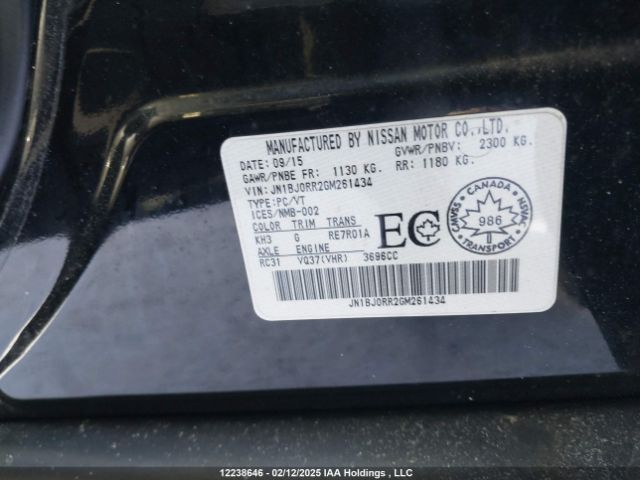 MANUFACTURED BY NISSAN MOTOR CO.,LTD.
DATE: 09/15 GVWR/PNBV: 2300 KG.
GAWR/PNBE FR: 1130 KG. RR: 1180 KG.
VIN: JN1BJ0RR2GM261434
TYPE:PC/VT
ICES/NMB-002
COLOR TRIM TRANS
KH3 G RE7R01A
AXLE ENGINE
RC31 VQ37(VHR) 3696CC
EC
CANADA
CMVSS 986 NSVAC
JN1BJ0RR2GM261434
12238646 - 02/12/2025 IAA Holdings , LLC